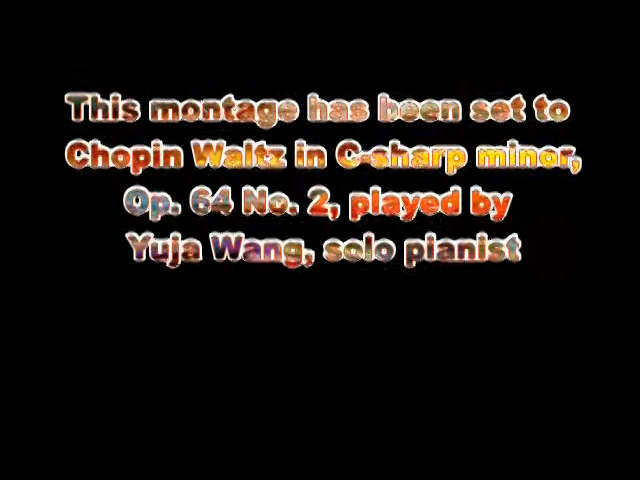 This montage has been set to
Chopin Waltz in C-sharp minor,
Op. 64 No. 2, played by
Yuja Wang, solo pianist